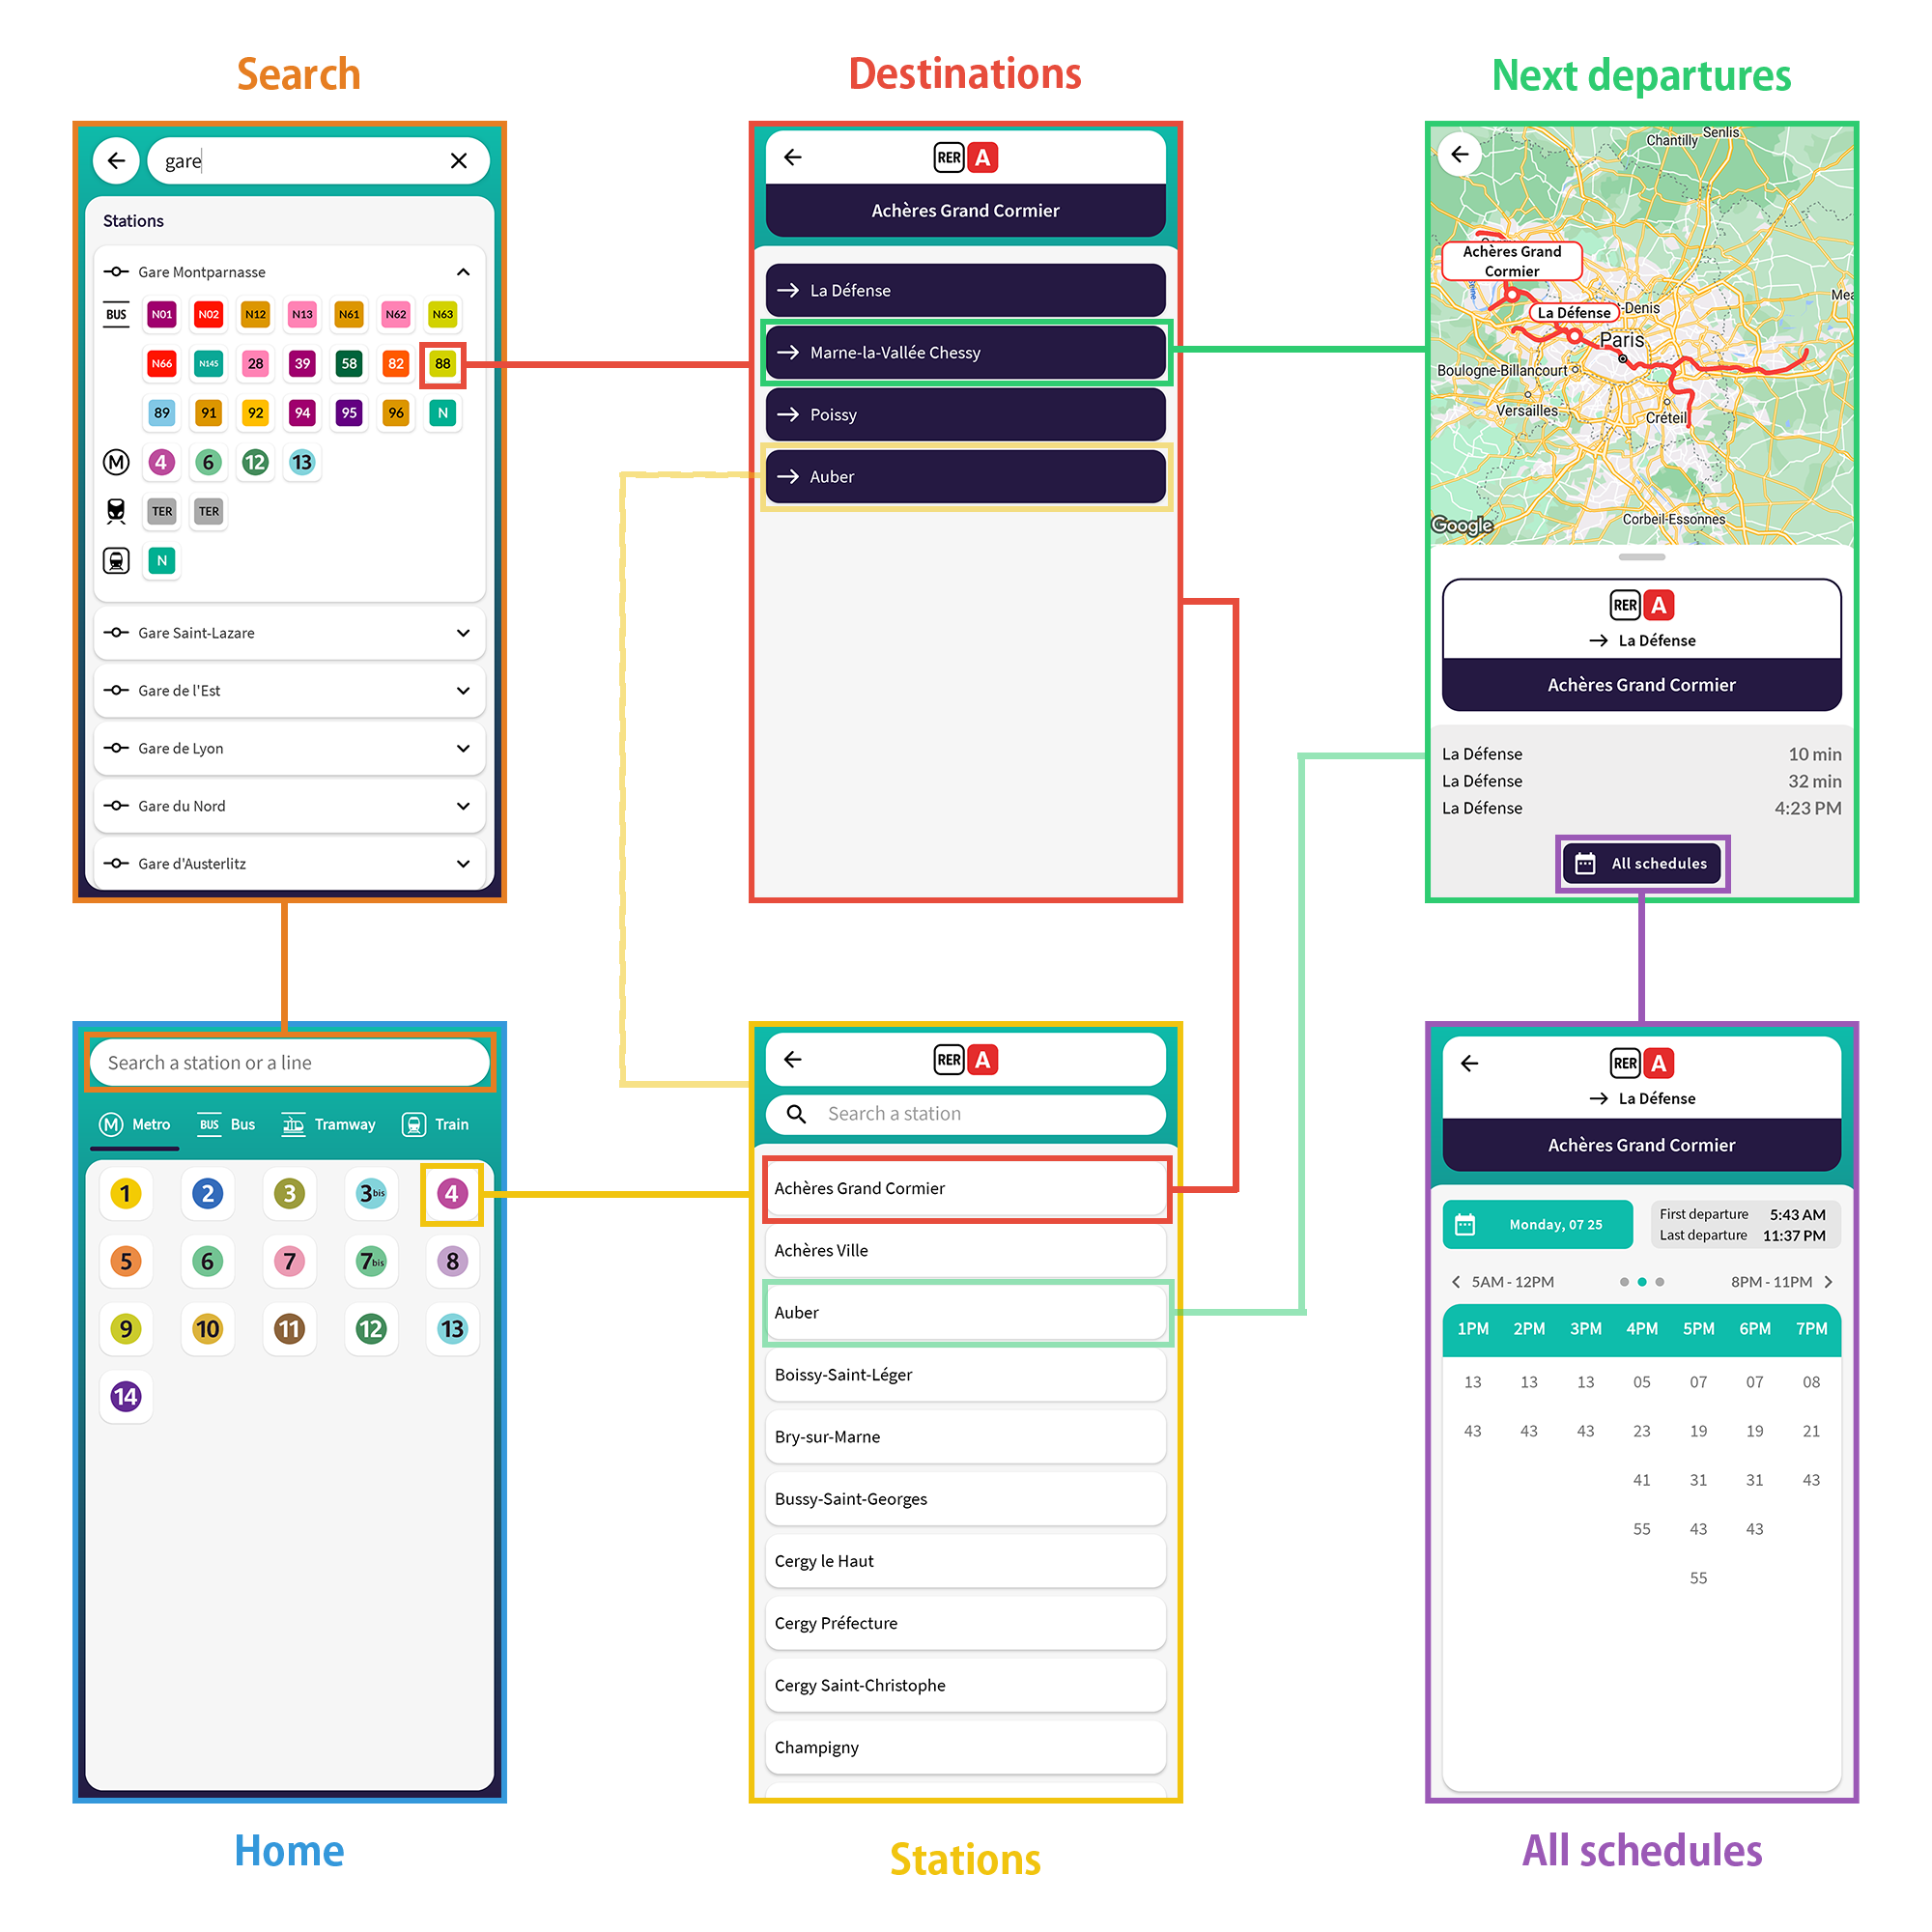 Search
gare
Stations
Gare Montparnasse
BUS N01 N02 N12 N13 N61 N62 N63
N66 N145 28 39 58 82 88
89 91 92 94 95 96 N
M 4 6 12 13
TER TER
N
Gare Saint-Lazare
Gare de l'Est
Gare de Lyon
Gare du Nord
Gare d'Austerlitz
Destinations
RER A
Achères Grand Cormier
La Défense
Marne-la-Vallée Chessy
Poissy
Auber
Next departures
Senlis
Chantilly
Achères Grand
Cormier
La Défense
t-Denis
Mea
Paris
Boulogne-Billancourt
Versailles
Créteil
Corbeil-Essonnes
Google
RER A
La Défense
Achères Grand Cormier
La Défense 10 min
La Défense 32 min
La Défense 4:23 PM
All schedules
Search a station or a line
M Metro BUS Bus Tramway Train
1 2 3 3bis 4
5 6 7 7bis 8
9 10 11 12 13
14
Home
RER A
Search a station
Achères Grand Cormier
Achères Ville
Auber
Boissy-Saint-Léger
Bry-sur-Marne
Bussy-Saint-Georges
Cergy le Haut
Cergy Préfecture
Cergy Saint-Christophe
Champigny
Stations
RER A
La Défense
Achères Grand Cormier
Monday, 07 25
First departure 5:43 AM
Last departure 11:37 PM
5AM - 12PM 8PM - 11PM
1PM 2PM 3PM 4PM 5PM 6PM 7PM
13 13 13 05 07 07 08
43 43 43 23 19 19 21
41 31 31 43
55 43 43
55
All schedules